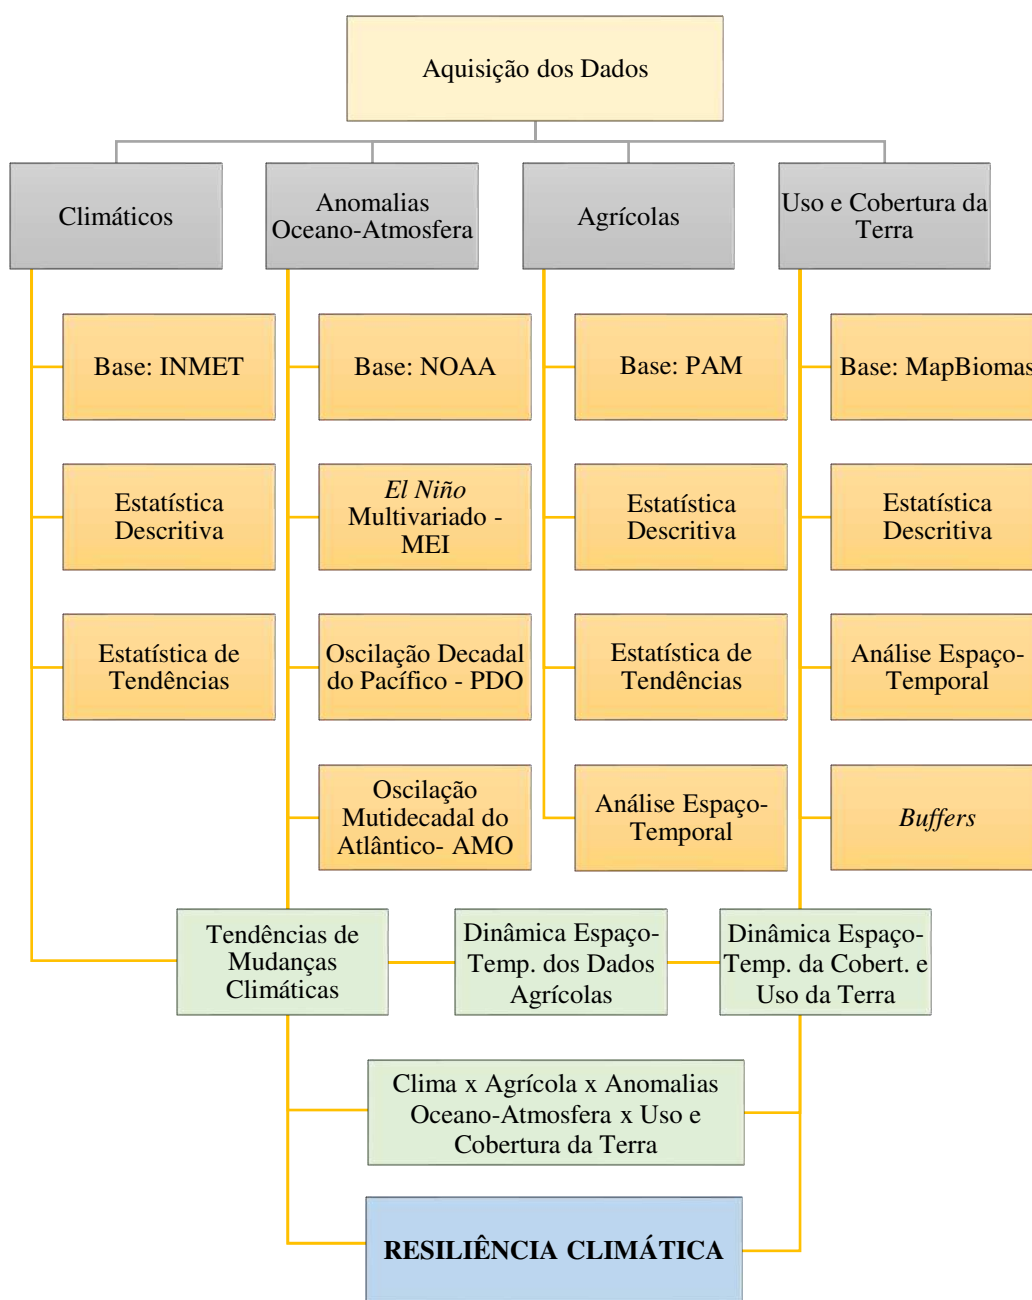 Aquisição dos Dados
Climáticos
Anomalias
Oceano-Atmosfera
Agrícolas
Uso e Cobertura da
Terra
Base: INMET
Base: NOAA
Base: PAM
Base: MapBiomas
Estatística
Descritiva
El Niño
Multivariado -
MEI
Estatística
Descritiva
Estatística
Descritiva
Estatística de
Tendências
Oscilação Decadal
do Pacífico - PDO
Estatística de
Tendências
Análise Espaço-
Temporal
Oscilação
Mutidecadal do
Atlântico- AMO
Análise Espaço-
Temporal
Buffers
Tendências de
Mudanças
Climáticas
Dinâmica Espaço-
Temp. dos Dados
Agrícolas
Dinâmica Espaço-
Temp. da Cobert. e
Uso da Terra
Clima x Agrícola x Anomalias
Oceano-Atmosfera x Uso e
Cobertura da Terra
RESILIÊNCIA CLIMÁTICA